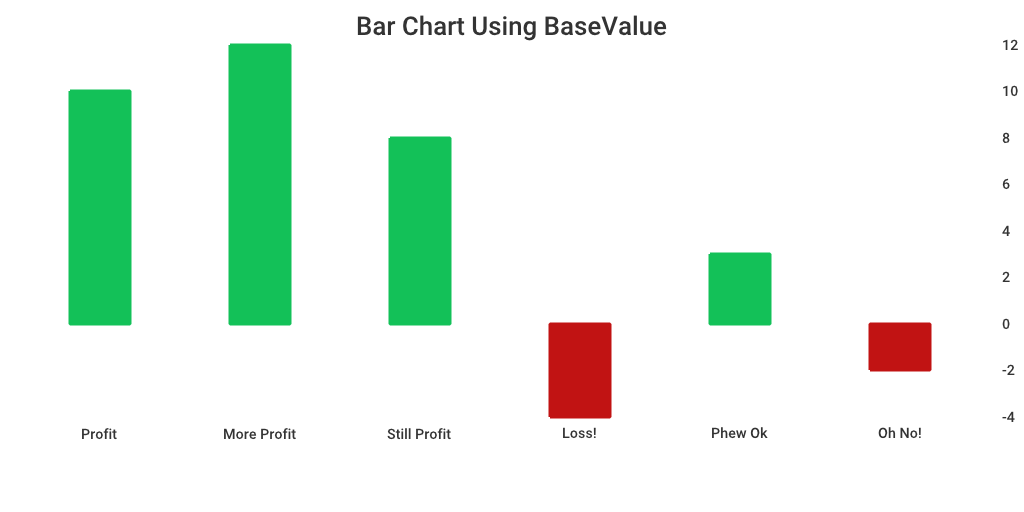 Bar Chart Using BaseValue
12
10
8
6
4
2
0
-2
-4
Profit
More Profit
Still Profit
Loss!
Phew Ok
Oh No!